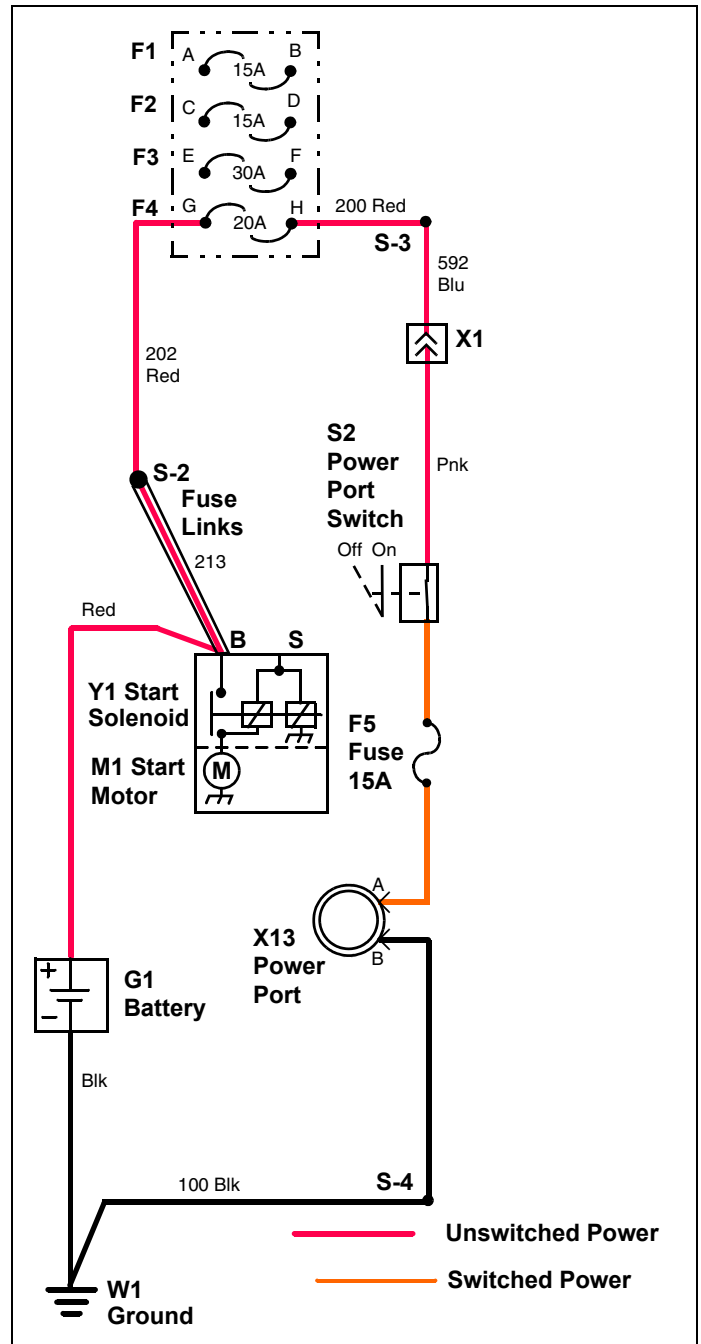 F1
A
15A
B
F2
C
15A
D
F3
E
30A
F
F4
G
20A
H
200 Red
S-3
592
Blu
X1
202
Red
S2
Power
Port
Switch
Pnk
S-2
Fuse
Links
Off On
213
Red
B
S
Y1 Start
Solenoid
M1 Start
Motor
M
F5
Fuse
15A
A
X13
Power
Port
B
+
−
G1
Battery
Blk
100 Blk
S-4
Unswitched Power
Switched Power
W1
Ground